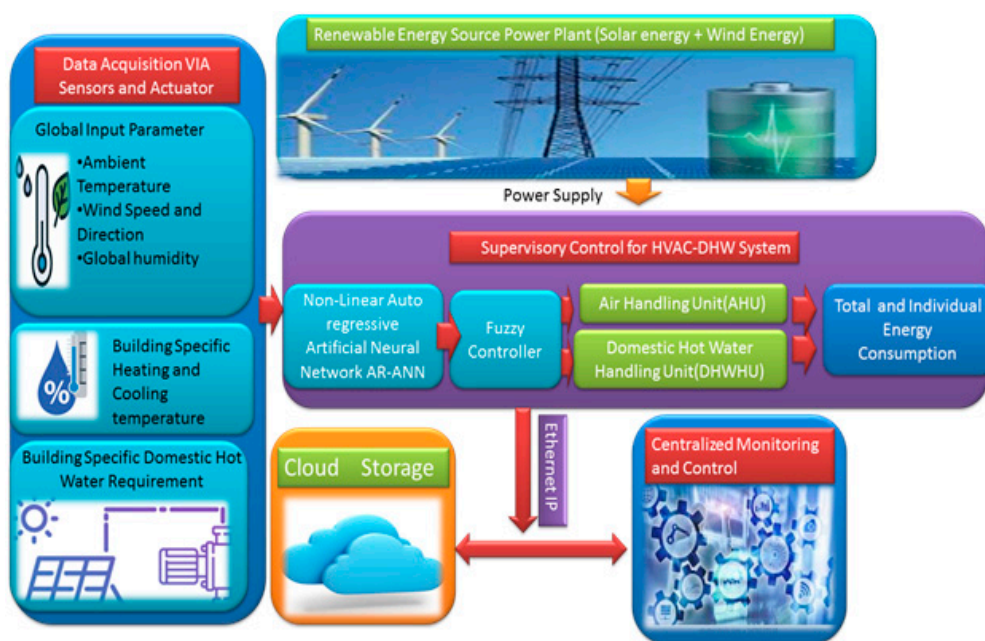 Data Acquisition VIA
Sensors and Actuator
Global Input Parameter
•Ambient
Temperature
•Wind Speed and
Direction
•Global humidity
%
Building Specific
Heating and
Cooling
temperature
Building Specific Domestic Hot
Water Requirement
Renewable Energy Source Power Plant (Solar energy + Wind Energy)
Power Supply
Supervisory Control for HVAC-DHW System
Non-Linear Auto
regressive
Artificial Neural
Network AR-ANN
Fuzzy
Controller
Air Handling Unit(AHU)
Domestic Hot Water
Handling Unit(DHWHU)
Total and Individual
Energy
Consumption
Ethernet IP
Cloud Storage
Centralized Monitoring
and Control